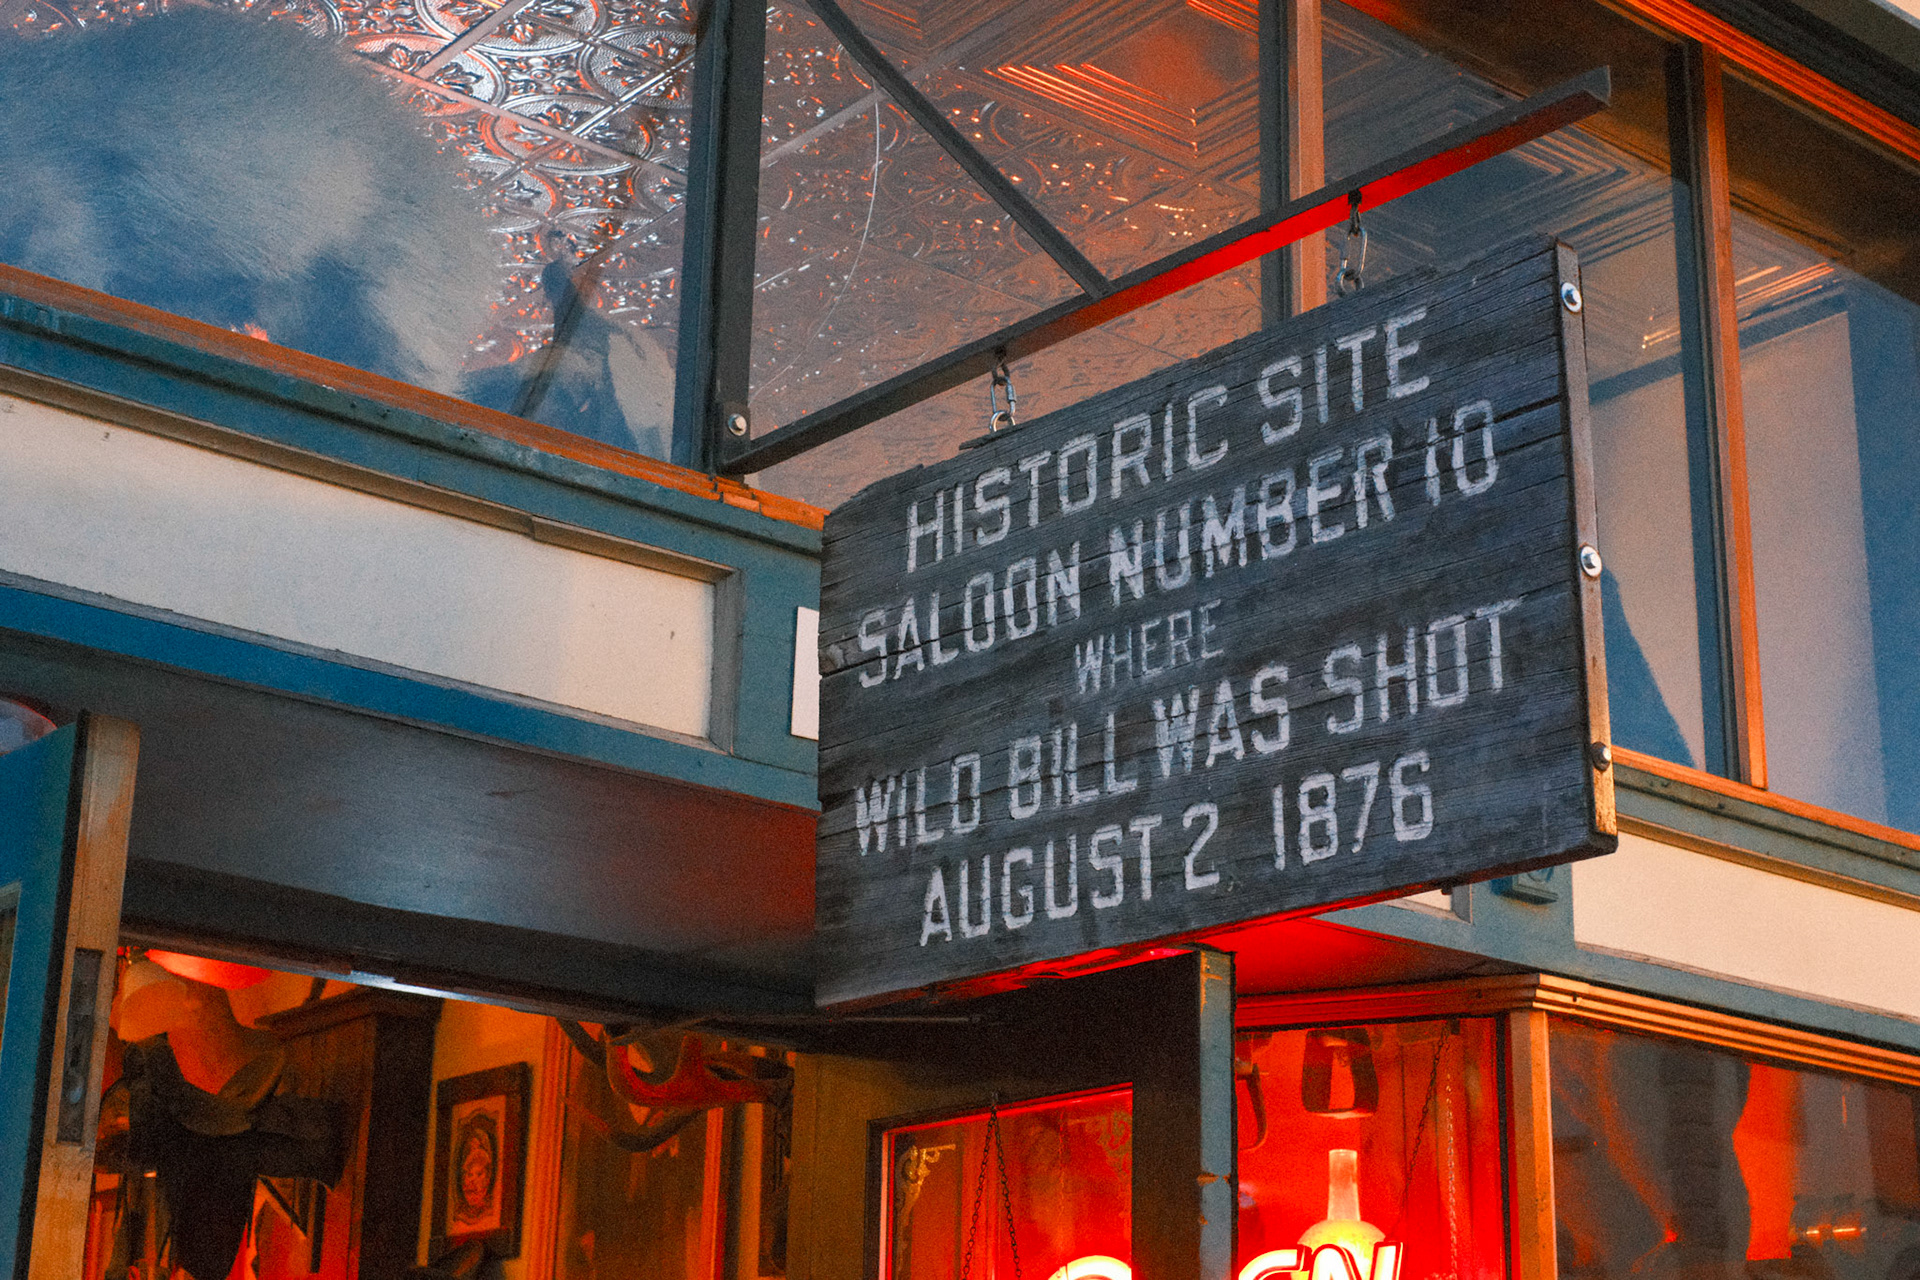 HISTORIC SITE
SALOON NUMBER 10
WHERE
WILD BILL WAS SHOT
AUGUST 2 1876